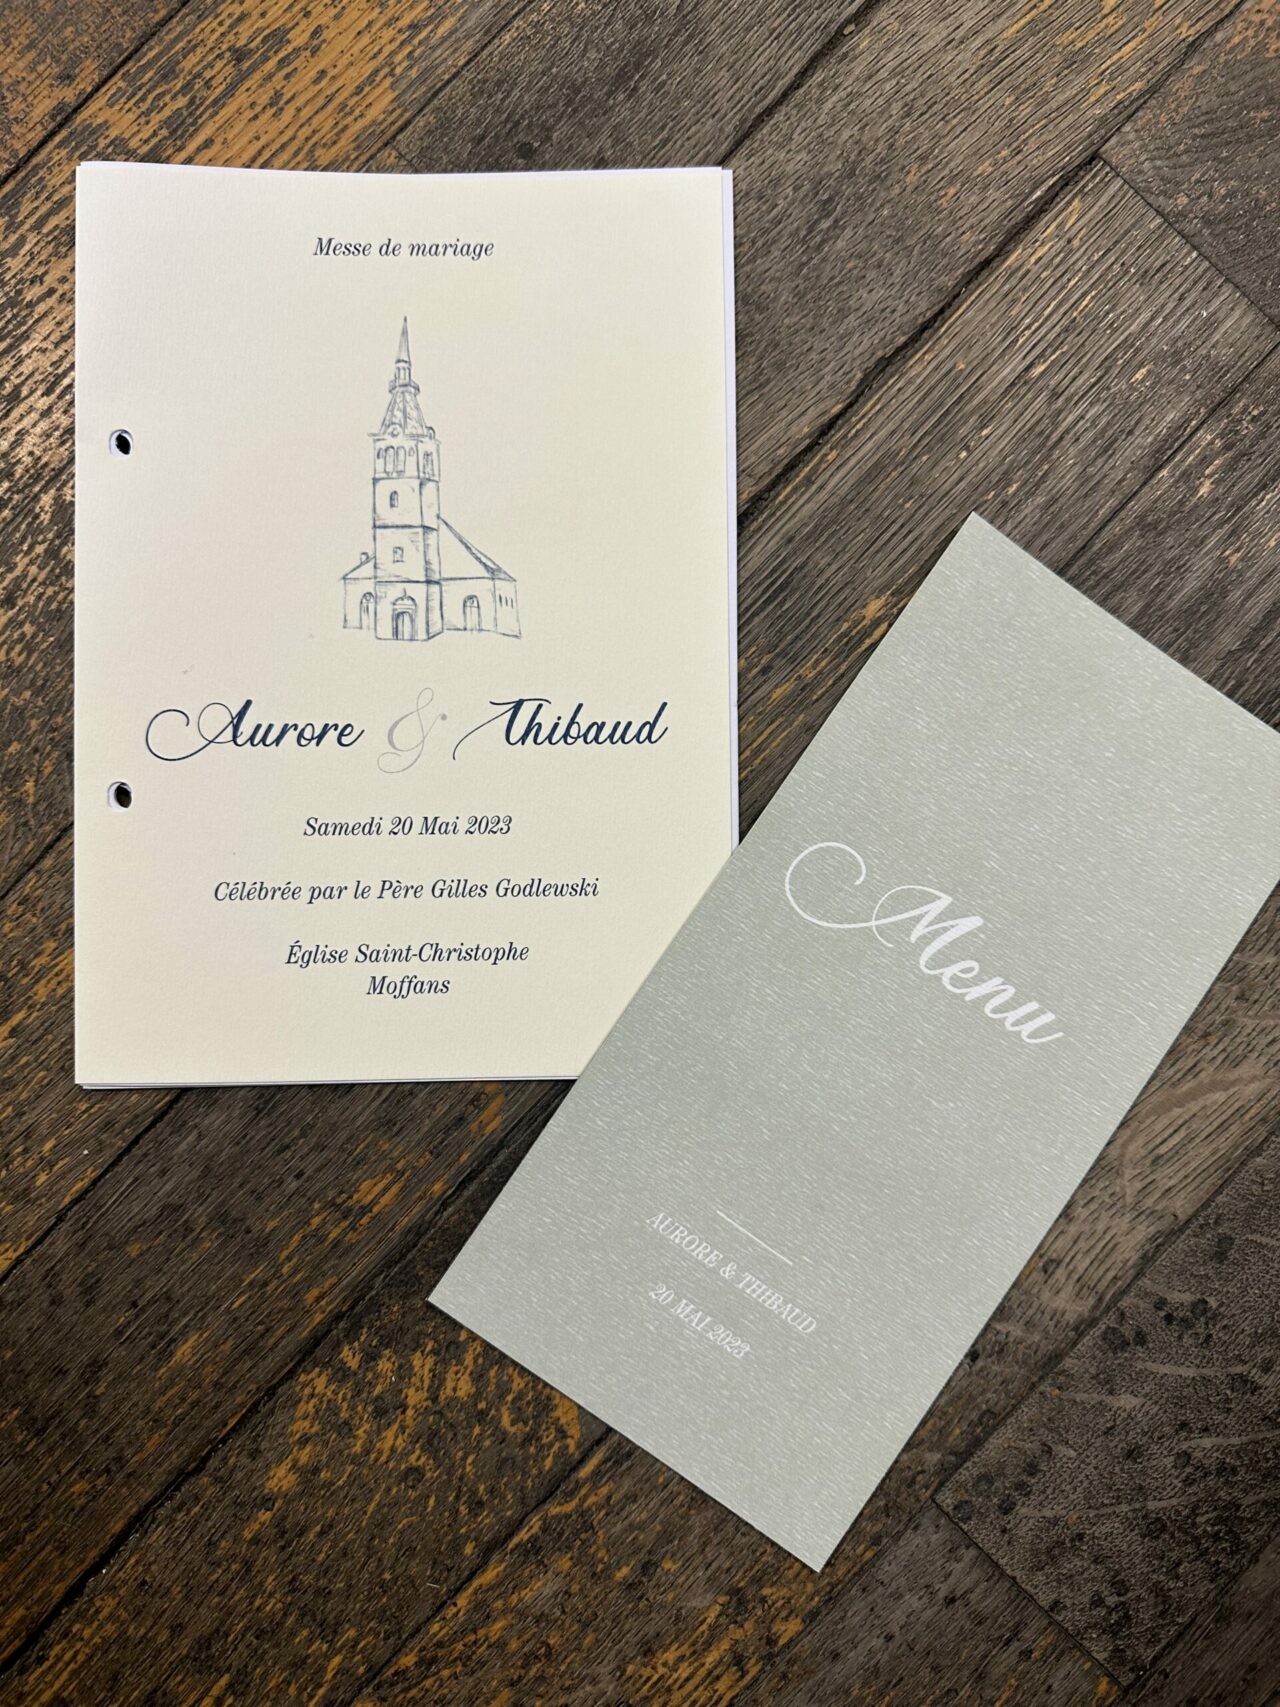 Messe de mariage
Aurore & Thibaud
Samedi 20 Mai 2023
Célébrée par le Père Gilles Godlewski
Église Saint-Christophe
Moffans
Menu
AURORE & THIBAUD
20 MAI 2023